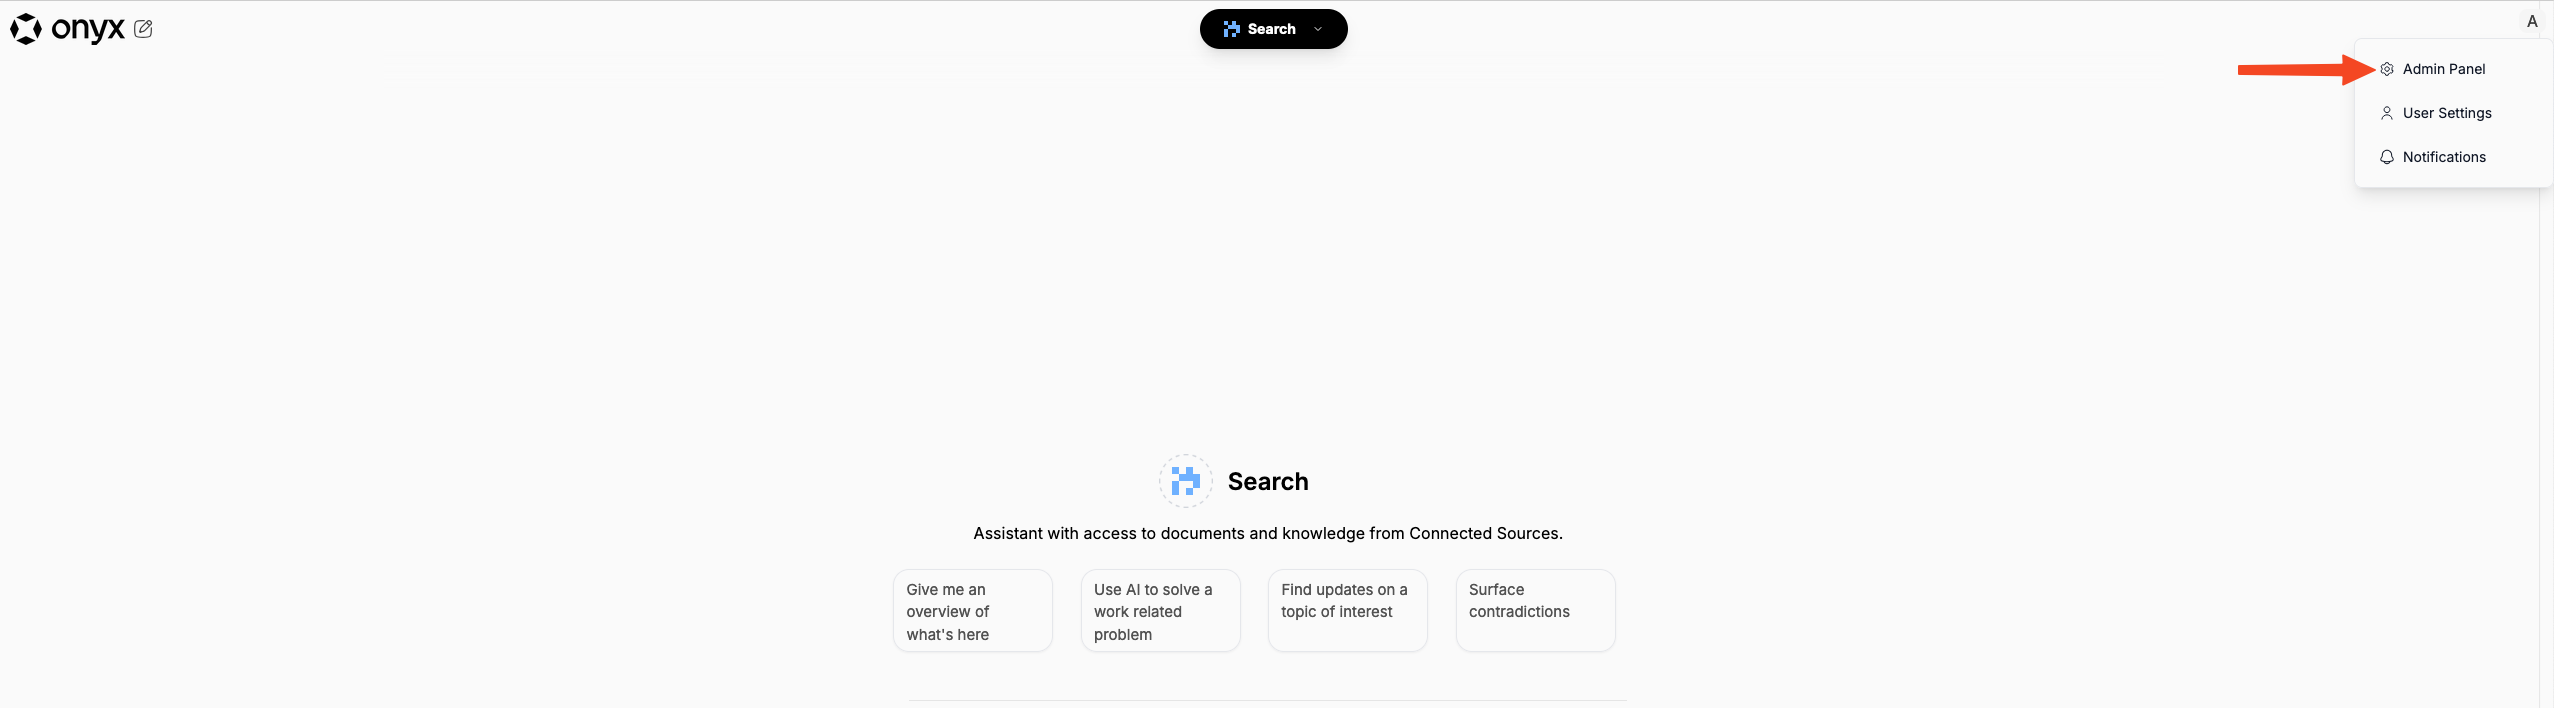 onyx
Search
A
Admin Panel
User Settings
Notifications
Search
Assistant with access to documents and knowledge from Connected Sources.
Give me an
overview of
what's here
Use AI to solve a
work related
problem
Find updates on a
topic of interest
Surface
contradictions